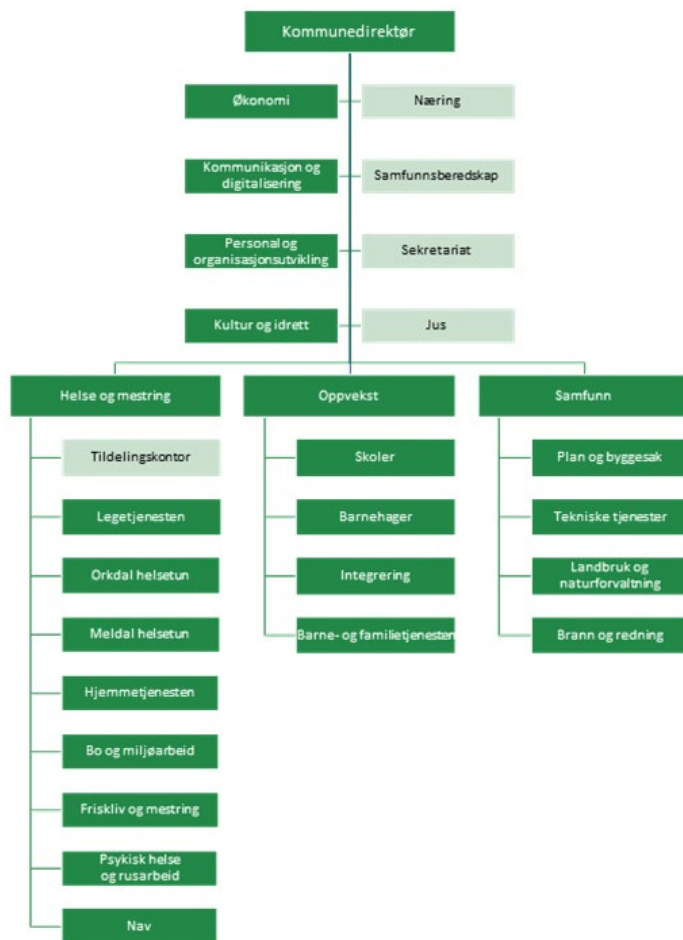 Kommunedirektør
Økonomi
Næring
Kommunikasjon og
digitalisering
Samfunnsberedskap
Personal og
organisasjonsutvikling
Sekretariat
Kultur og idrett
Jus
Helse og mestring
Tildelingskontor
Legetjenesten
Orkdal helsetun
Meldal helsetun
Hjemmetjenesten
Bo og miljøarbeid
Friskliv og mestring
Psykisk helse
og rusarbeid
Nav
Oppvekst
Skoler
Barnehager
Integrering
Barne- og familietjenesten
Samfunn
Plan og byggesak
Tekniske tjenester
Landbruk og
naturforvaltning
Brann og redning